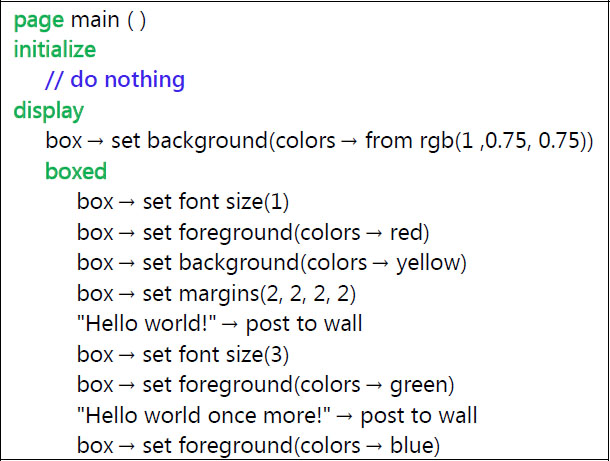 page main ( )
initialize
// do nothing
display
box → set background(colors → from rgb(1 ,0.75, 0.75))
boxed
box → set font size(1)
box → set foreground(colors → red)
box → set background(colors → yellow)
box → set margins(2, 2, 2, 2)
"Hello world!" → post to wall
box → set font size(3)
box → set foreground(colors → green)
"Hello world once more!" → post to wall
box → set foreground(colors → blue)